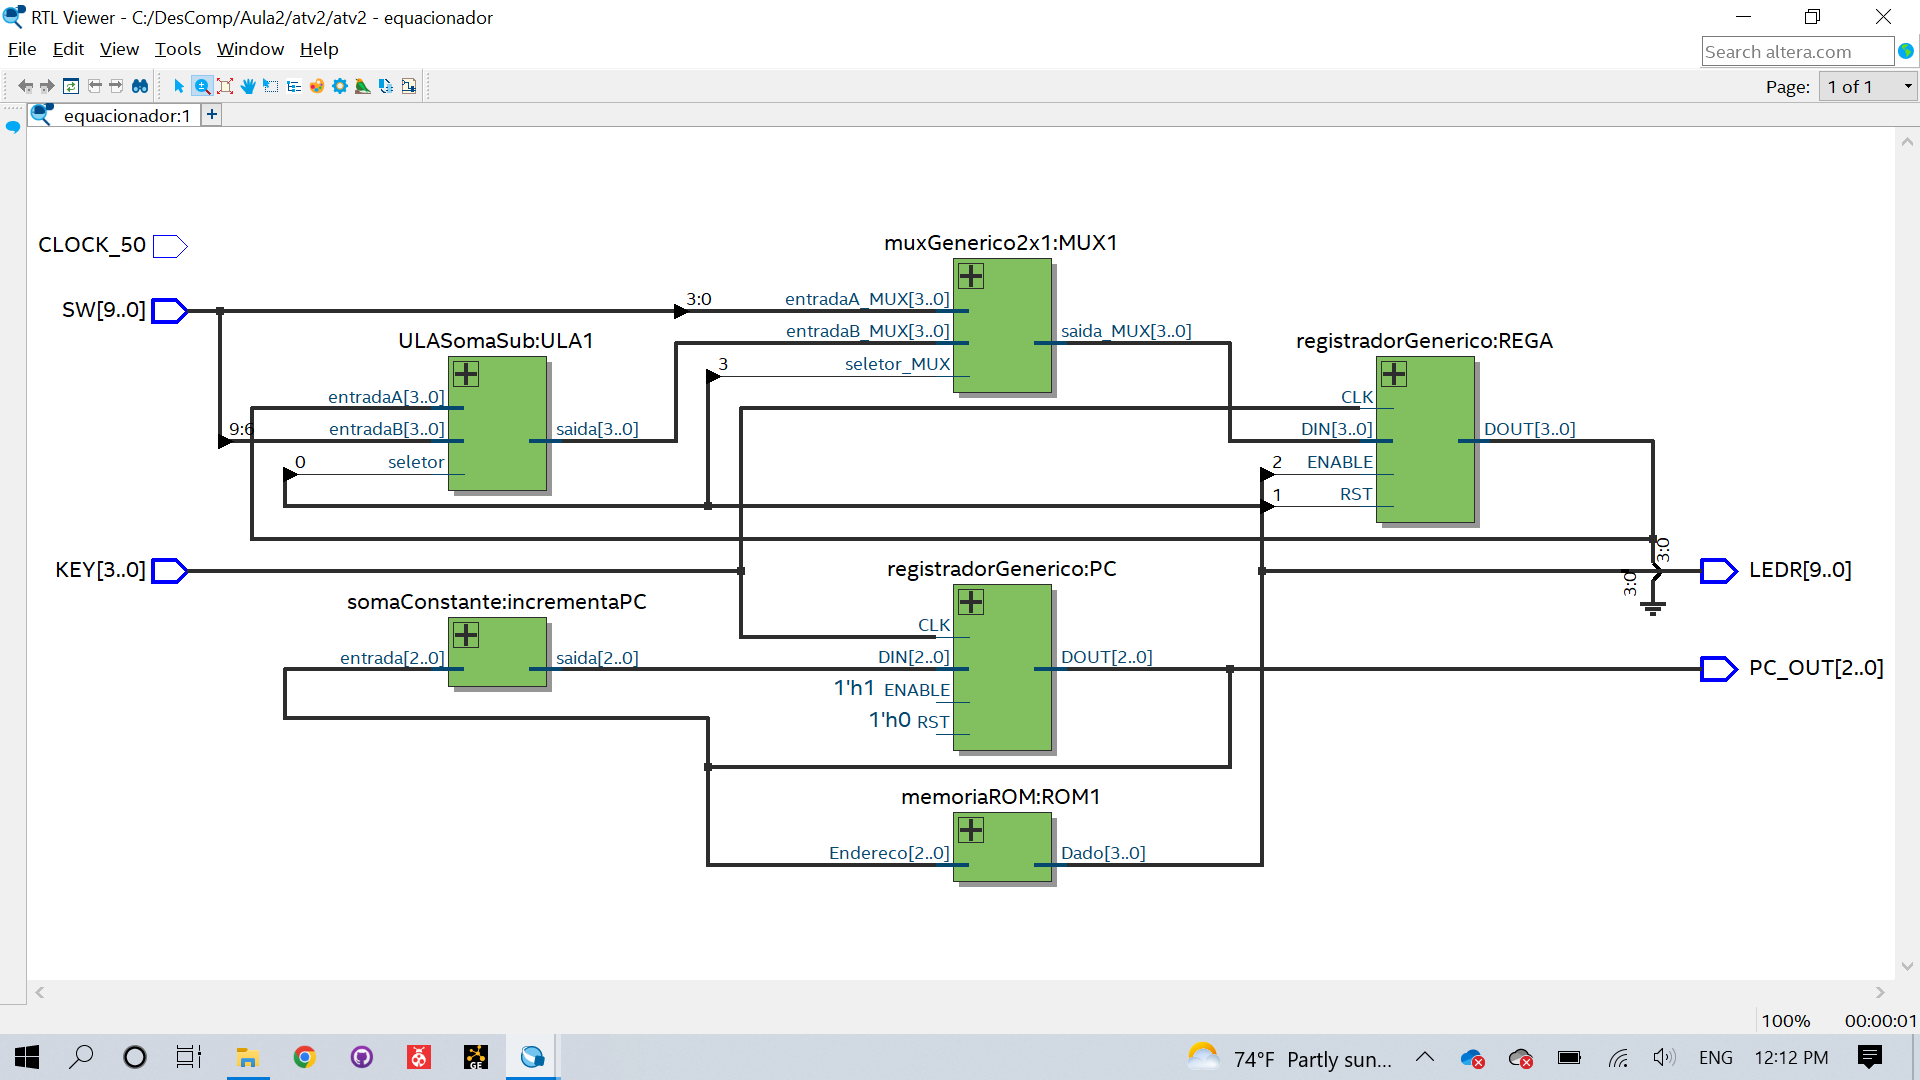 RTL Viewer - C:/DesComp/Aula2/atv2/atv2 - equacionador
File Edit View Tools Window Help
Search altera.com
Page: 1 of 1
equacionador:1
CLOCK_50
muxGenerico2x1:MUX1
SW[9..0]
3:0
entradaA_MUX[3..0]
entradaB_MUX[3..0]
seletor_MUX
3
saida_MUX[3..0]
ULASomaSub:ULA1
entradaA[3..0]
9:6
entradaB[3..0]
0
seletor
saida[3..0]
registradorGenerico:REGA
CLK
DIN[3..0]
2
ENABLE
1
RST
DOUT[3..0]
3:0
3:0
KEY[3..0]
LEDR[9..0]
registradorGenerico:PC
CLK
DIN[2..0]
1'h1 ENABLE
1'h0 RST
DOUT[2..0]
somaConstante:incrementaPC
entrada[2..0]
saida[2..0]
PC_OUT[2..0]
memoriaROM:ROM1
Endereco[2..0]
Dado[3..0]
100% 00:00:01
GE
74°F Partly sun...
ENG
12:12 PM